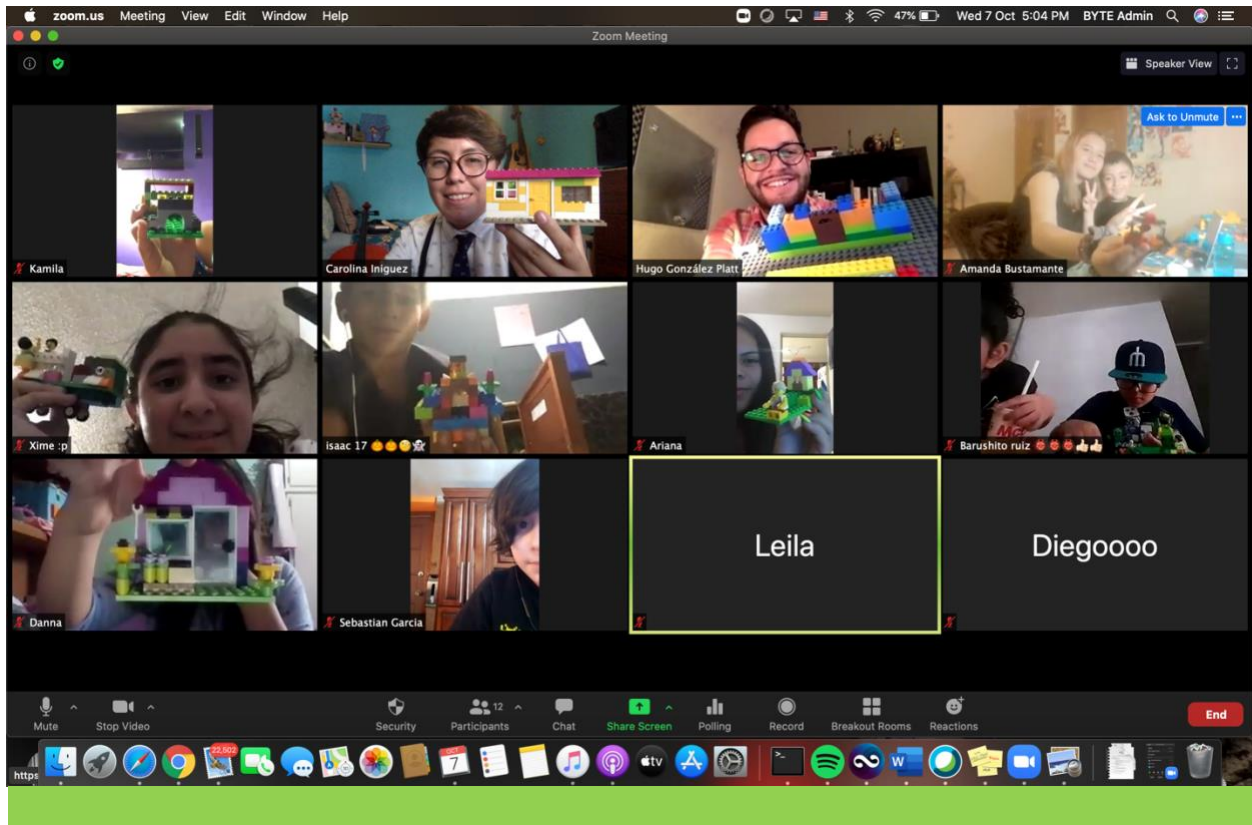 zoom.us Meeting View Edit Window Help 47% Wed 7 Oct 5:04 PM BYTE Admin
Zoom Meeting
Speaker View
Ask to Unmute
Kamila
Carolina Iniguez
Hugo González Platt
Amanda Bustamante
Xime :p
isaac 17 🎃🎃
Ariana
Barushito ruiz
Danna
Sebastian Garcia
Leila
Diegoooo
Mute
Stop Video
Security
Participants 12
Chat
Share Screen
Polling
Record
Breakout Rooms
Reactions
End
https
22,502
OCT
7
tv
W